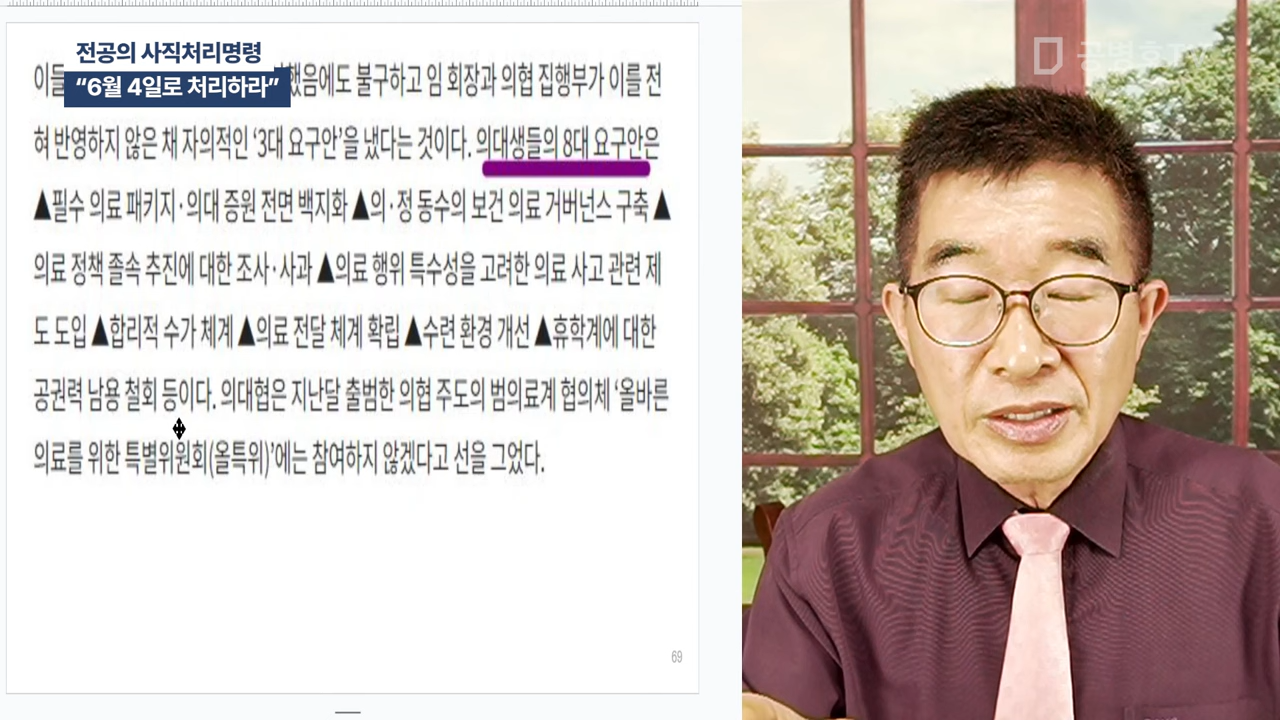 전공의 사직처리명령
“6월 4일로 처리하라”
이들 했음에도 불구하고 임 회장과 의협 집행부가 이를 전
혀 반영하지 않은 채 자의적인 ‘3대 요구안’을 냈다는 것이다. 의대생들의 8대 요구안은
▲필수 의료 패키지·의대 증원 전면 백지화 ▲의·정 동수의 보건 의료 거버넌스 구축 ▲
의료 정책 졸속 추진에 대한 조사·사과 ▲의료 행위 특수성을 고려한 의료 사고 관련 제
도 도입 ▲합리적 수가 체계 ▲의료 전달 체계 확립 ▲수련 환경 개선 ▲휴학계에 대한
공권력 남용 철회 등이다. 의대협은 지난달 출범한 의협 주도의 범의료계 협의체 ‘올바른
의료를 위한 특별위원회(올특위)’에는 참여하지 않겠다고 선을 그었다.
69